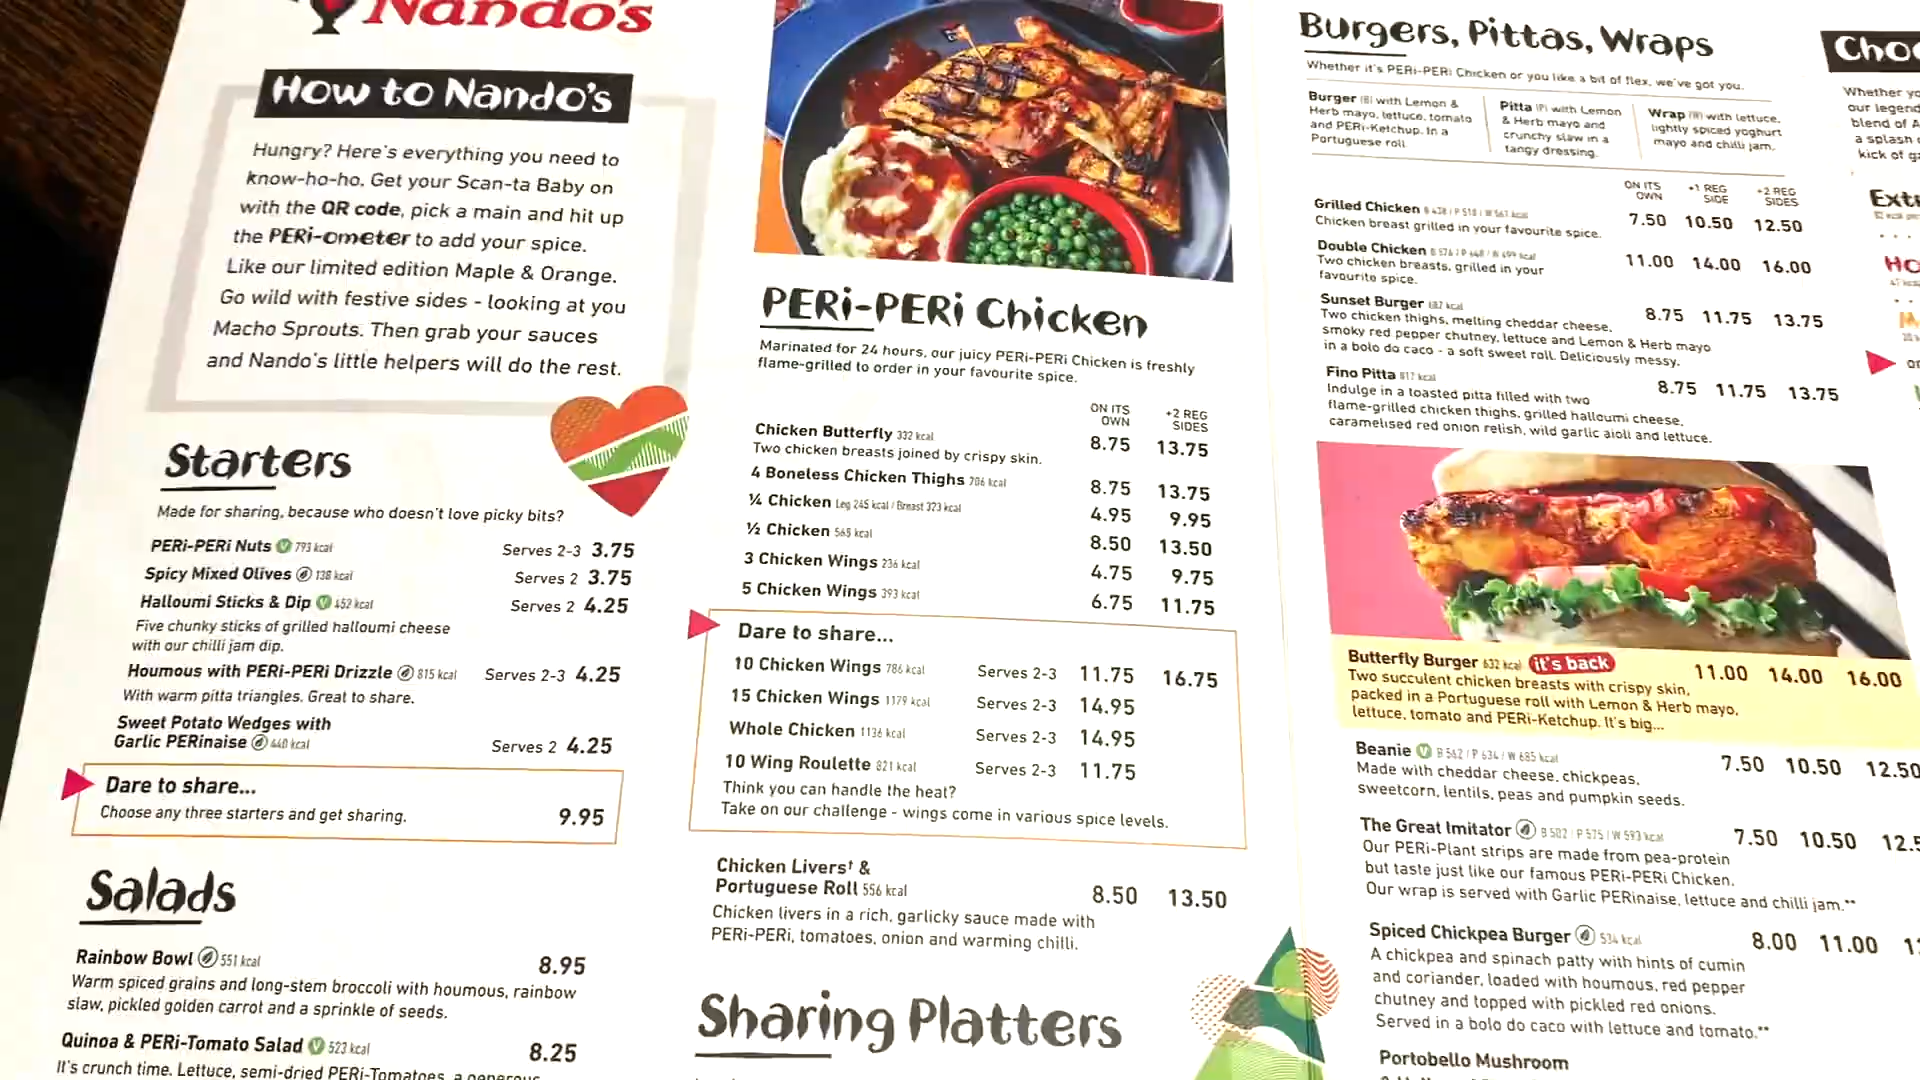 Nando's
How to Nando's
Hungry? Here's everything you need to
know-ho-ho. Get your Scan-ta Baby on
with the QR code, pick a main and hit up
the PERi-ometer to add your spice.
Like our limited edition Maple & Orange.
Go wild with festive sides - looking at you
Macho Sprouts. Then grab your sauces
and Nando's little helpers will do the rest.
Starters
Made for sharing, because who doesn't love picky bits?
PERi-PERi Nuts V 793 kcal Serves 2-3 3.75
Spicy Mixed Olives 138 kcal Serves 2 3.75
Halloumi Sticks & Dip V 452 kcal Serves 2 4.25
Five chunky sticks of grilled halloumi cheese
with our chilli jam dip.
Houmous with PERi-PERi Drizzle 815 kcal Serves 2-3 4.25
With warm pitta triangles. Great to share.
Sweet Potato Wedges with
Garlic PERinaise 440 kcal Serves 2 4.25
Dare to share...
Choose any three starters and get sharing. 9.95
Salads
Rainbow Bowl 551 kcal 8.95
Warm spiced grains and long-stem broccoli with houmous, rainbow
slaw, pickled golden carrot and a sprinkle of seeds.
Quinoa & PERi-Tomato Salad V 523 kcal 8.25
It's crunch time. Lettuce, semi-dried PERi-Tomatoes, a generous
PERi-PERi Chicken
Marinated for 24 hours, our juicy PERi-PERi Chicken is freshly
flame-grilled to order in your favourite spice.
ON ITS OWN +2 REG SIDES
Chicken Butterfly 332 kcal 8.75 13.75
Two chicken breasts joined by crispy skin.
4 Boneless Chicken Thighs 706 kcal 8.75 13.75
¼ Chicken Leg 245 kcal / Breast 323 kcal 4.95 9.95
½ Chicken 568 kcal 8.50 13.50
3 Chicken Wings 236 kcal 4.75 9.75
5 Chicken Wings 393 kcal 6.75 11.75
Dare to share...
10 Chicken Wings 786 kcal Serves 2-3 11.75 16.75
15 Chicken Wings 1179 kcal Serves 2-3 14.95
Whole Chicken 1136 kcal Serves 2-3 14.95
10 Wing Roulette 821 kcal Serves 2-3 11.75
Think you can handle the heat?
Take on our challenge - wings come in various spice levels.
Chicken Livers† &
Portuguese Roll 556 kcal 8.50 13.50
Chicken livers in a rich, garlicky sauce made with
PERi-PERi, tomatoes, onion and warming chilli.
Sharing Platters
Burgers, Pittas, Wraps
Whether it's PERi-PERi Chicken or you like a bit of flex, we've got you.
Burger (B) with Lemon &
Herb mayo, lettuce, tomato
and PERi-Ketchup. In a
Portuguese roll
Pitta (P) with Lemon
& Herb mayo and
crunchy slaw in a
tangy dressing.
Wrap (W) with lettuce,
lightly spiced yoghurt
mayo and chilli jam.
ON ITS OWN +1 REG SIDE +2 REG SIDES
Grilled Chicken 7.50 10.50 12.50
Chicken breast grilled in your favourite spice.
Double Chicken 11.00 14.00 16.00
Two chicken breasts, grilled in your
favourite spice.
Sunset Burger kcal 8.75 11.75 13.75
Two chicken thighs, melting cheddar cheese,
smoky red pepper chutney, lettuce and Lemon & Herb mayo
in a bolo do caco - a soft sweet roll. Deliciously messy.
Fino Pitta 817 kcal 8.75 11.75 13.75
Indulge in a toasted pitta filled with two
flame-grilled chicken thighs, grilled halloumi cheese,
caramelised red onion relish, wild garlic aioli and lettuce.
Butterfly Burger 632 kcal it's back 11.00 14.00 16.00
Two succulent chicken breasts with crispy skin,
packed in a Portuguese roll with Lemon & Herb mayo,
lettuce, tomato and PERi-Ketchup. It's big...
Beanie V B 562 / P 634 / W 685 kcal 7.50 10.50 12.50
Made with cheddar cheese, chickpeas,
sweetcorn, lentils, peas and pumpkin seeds.
The Great Imitator B 502 / P 575 / W 593 kcal 7.50 10.50 12.5
Our PERi-Plant strips are made from pea-protein
but taste just like our famous PERi-PERi Chicken.
Our wrap is served with Garlic PERinaise, lettuce and chilli jam.**
Spiced Chickpea Burger 534 kcal 8.00 11.00
A chickpea and spinach patty with hints of cumin
and coriander, loaded with houmous, red pepper
chutney and topped with pickled red onions.
Served in a bolo do caco with lettuce and tomato.**
Portobello Mushroom
Choo
Whether yo
our legend
blend of A
a splash
kick of ga
Extr
HO